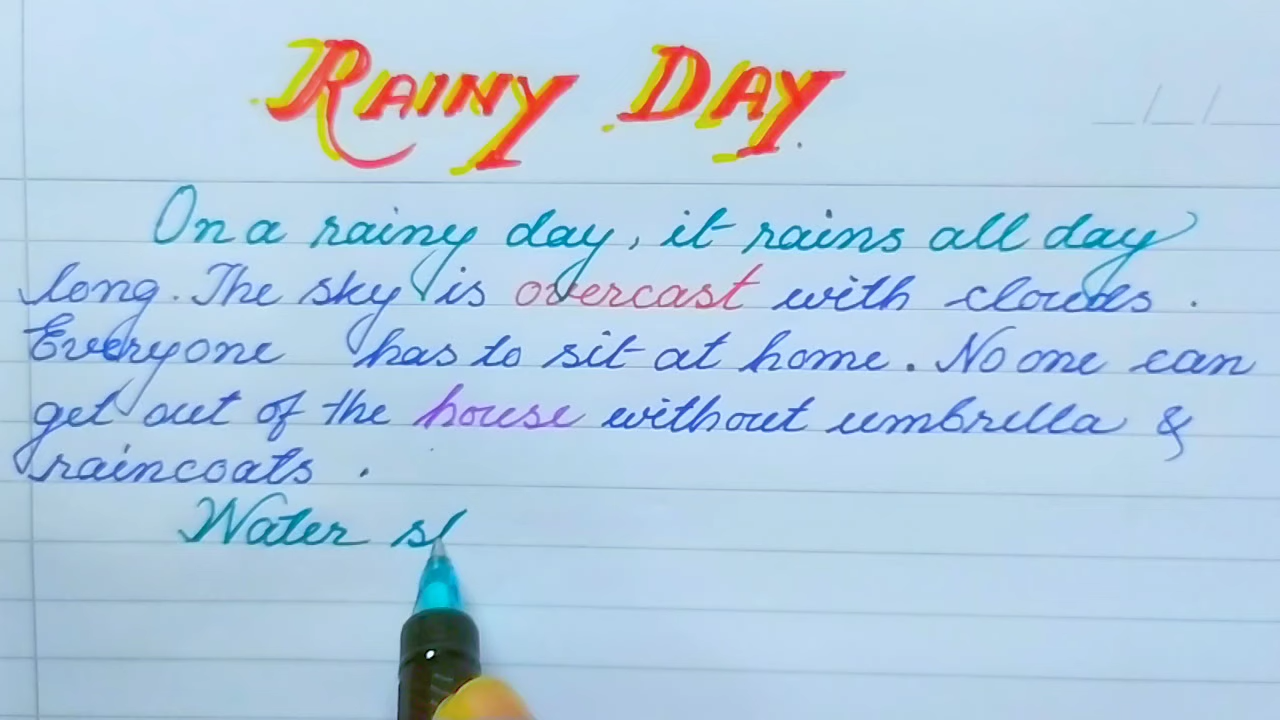 RAINY DAY
On a rainy day, it rains all day
long. The sky is overcast with clouds.
Everyone has to sit at home. No one can
get out of the house without umbrella &
raincoats.
Water